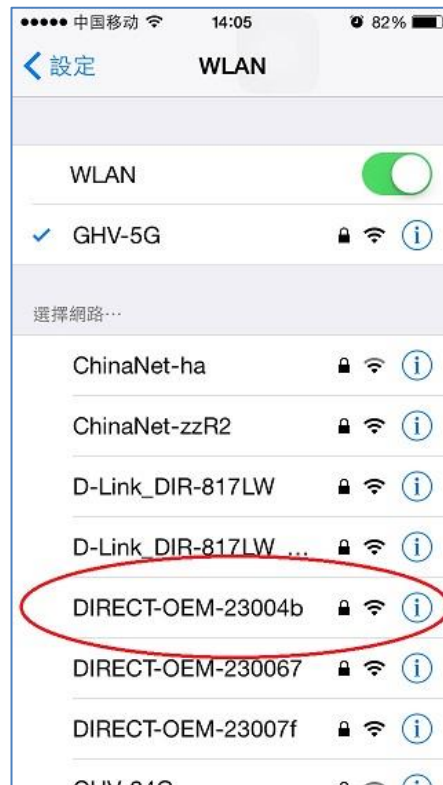 中国移动 14:05 82%
設定 WLAN
WLAN
GHV-5G
選擇網路…
ChinaNet-ha
ChinaNet-zzR2
D-Link_DIR-817LW
D-Link_DIR-817LW ...
DIRECT-OEM-23004b
DIRECT-OEM-230067
DIRECT-OEM-23007f